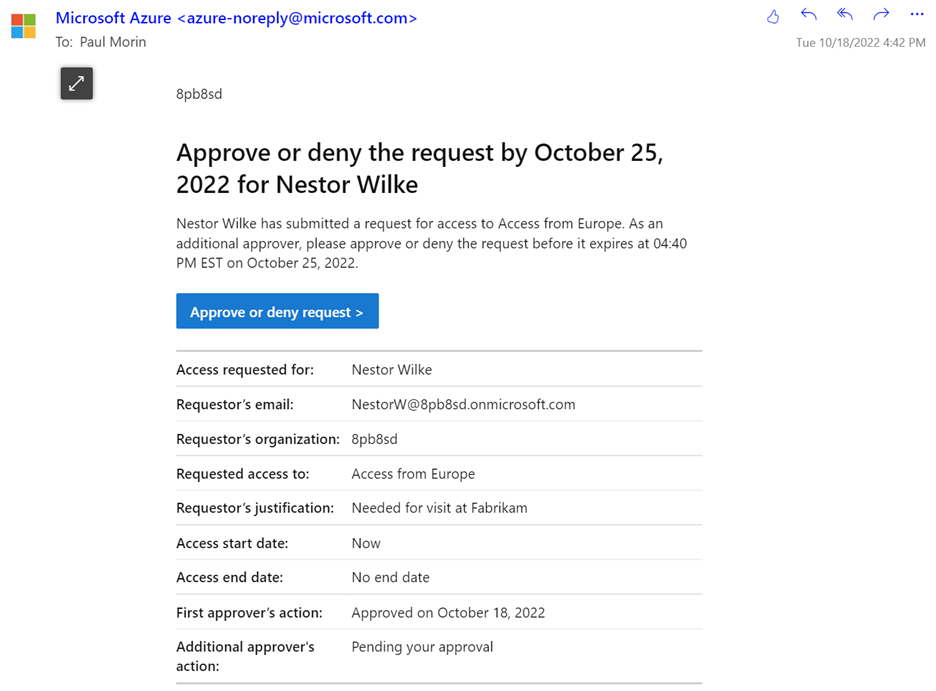 Microsoft Azure <azure-noreply@microsoft.com>
To: Paul Morin
Tue 10/18/2022 4:42 PM
8pb8sd
Approve or deny the request by October 25,
2022 for Nestor Wilke
Nestor Wilke has submitted a request for access to Access from Europe. As an
additional approver, please approve or deny the request before it expires at 04:40
PM EST on October 25, 2022.
Approve or deny request >
Access requested for: Nestor Wilke
Requestor’s email: NestorW@8pb8sd.onmicrosoft.com
Requestor’s organization: 8pb8sd
Requested access to: Access from Europe
Requestor’s justification: Needed for visit at Fabrikam
Access start date: Now
Access end date: No end date
First approver’s action: Approved on October 18, 2022
Additional approver's Pending your approval
action: